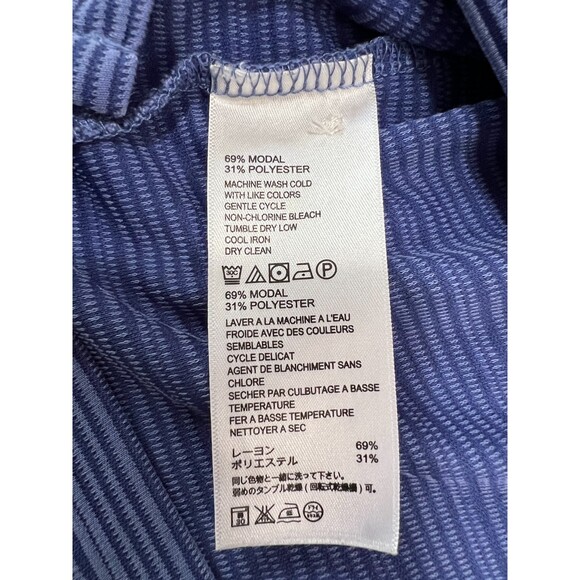 69% MODAL
31% POLYESTER
MACHINE WASH COLD
WITH LIKE COLORS
GENTLE CYCLE
NON-CHLORINE BLEACH
TUMBLE DRY LOW
COOL IRON
DRY CLEAN
P
69% MODAL
31% POLYESTER
LAVER A LA MACHINE A L'EAU
FROIDE AVEC DES COULEURS
SEMBLABLES
CYCLE DELICAT
AGENT DE BLANCHIMENT SANS
CHLORE
SECHER PAR CULBUTAGE A BASSE
TEMPERATURE
FER A BASSE TEMPERATURE
NETTOYER A SEC
レーヨン 69%
ポリエステル 31%
同じ色物と一緒に洗って下さい。
弱めのタンブル乾燥 (回転式乾燥機) 可